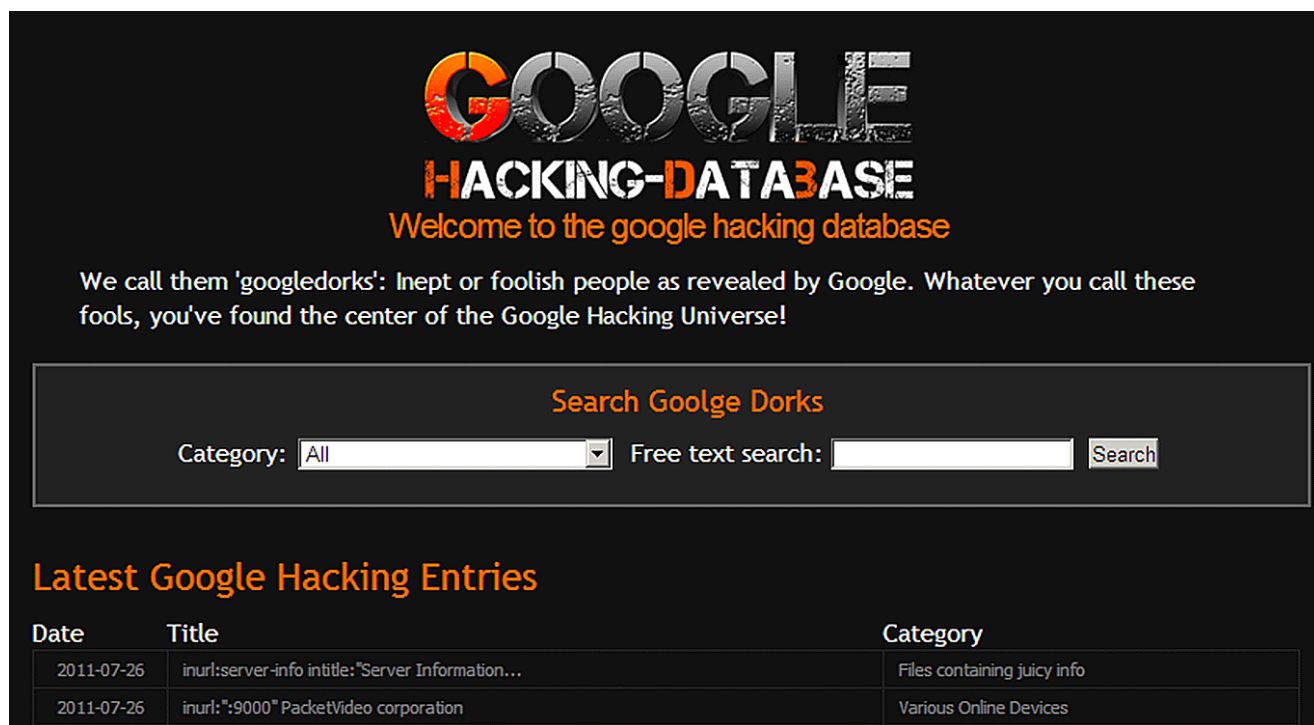 GOOGLE
HACKING-DATABASE
Welcome to the google hacking database
We call them 'googledorks': Inept or foolish people as revealed by Google. Whatever you call these
fools, you've found the center of the Google Hacking Universe!
Search Goolge Dorks
Category: All Free text search: Search
Latest Google Hacking Entries
Date Title Category
2011-07-26 inurl:server-info intitle:"Server Information... Files containing juicy info
2011-07-26 inurl:":9000" PacketVideo corporation Various Online Devices